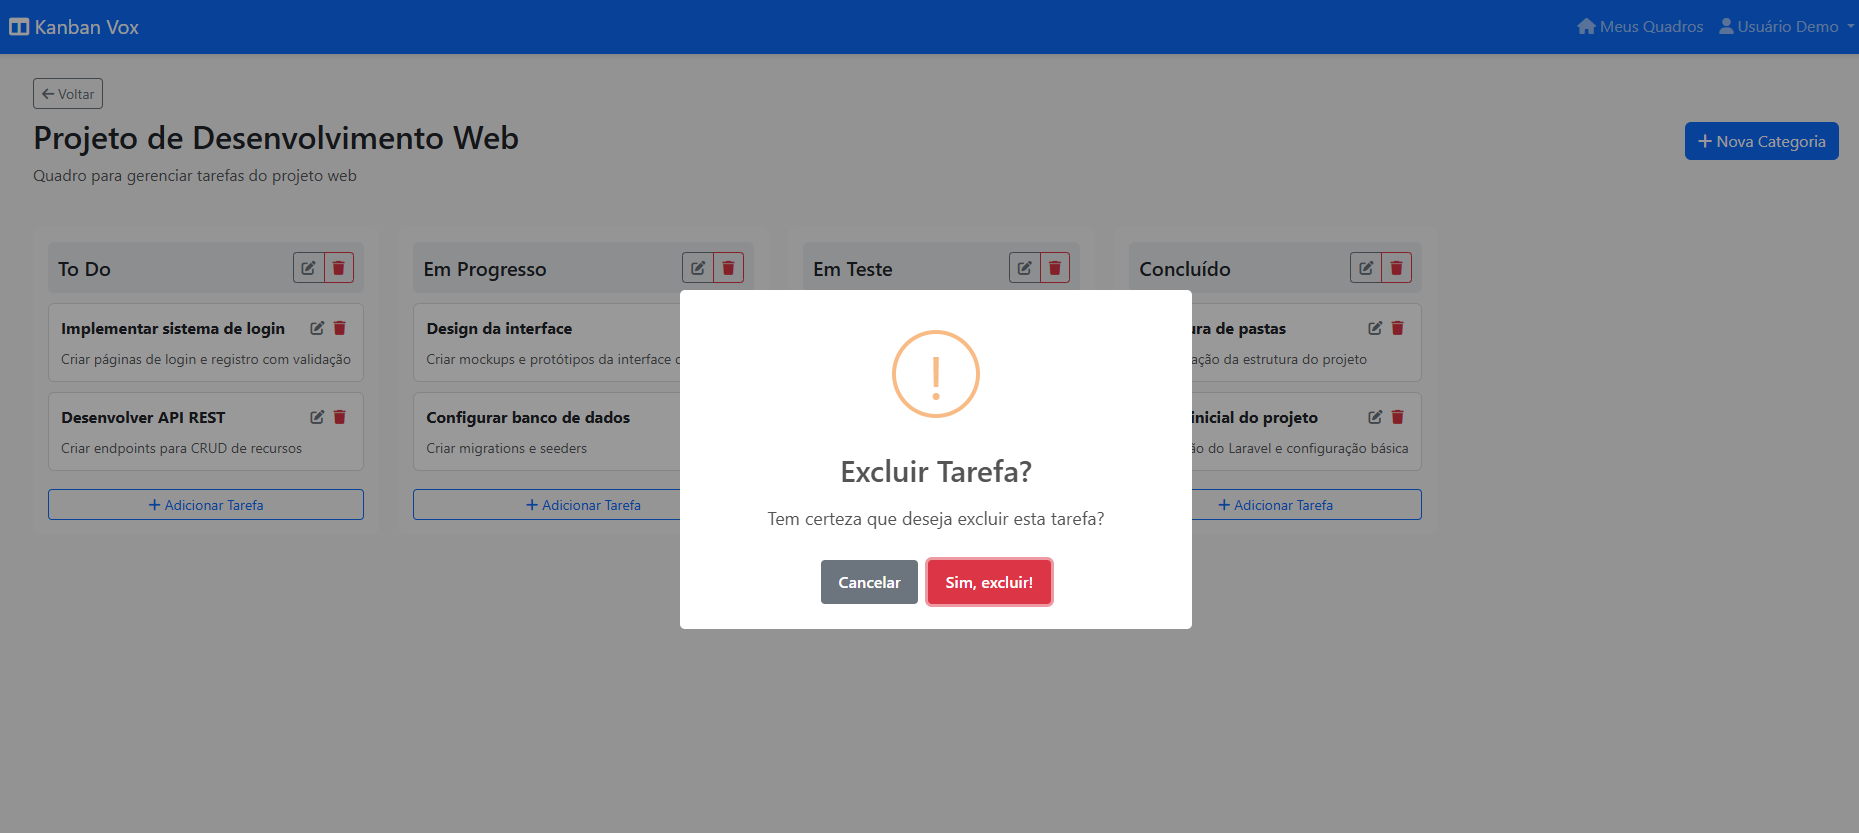 Kanban Vox
Meus Quadros
Usuário Demo
Voltar
Projeto de Desenvolvimento Web
Quadro para gerenciar tarefas do projeto web
+ Nova Categoria
To Do
Implementar sistema de login
Criar páginas de login e registro com validação
Desenvolver API REST
Criar endpoints para CRUD de recursos
+ Adicionar Tarefa
Em Progresso
Design da interface
Criar mockups e protótipos da interface
Configurar banco de dados
Criar migrations e seeders
+ Adicionar Tarefa
Em Teste
Concluído
de pastas
da estrutura do projeto
inicial do projeto
do Laravel e configuração básica
+ Adicionar Tarefa
Excluir Tarefa?
Tem certeza que deseja excluir esta tarefa?
Cancelar
Sim, excluir!